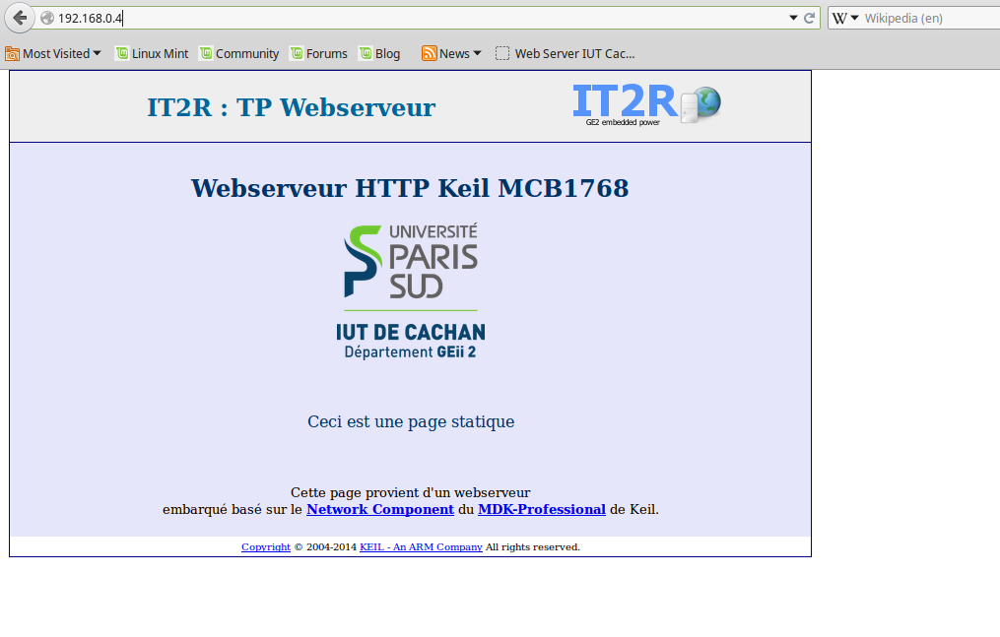 192.168.0.4
W Wikipedia (en)
Most Visited Linux Mint Community Forums Blog News Web Server IUT Cac...
IT2R : TP Webserveur
IT2R
GE2 embedded power
Webserveur HTTP Keil MCB1768
UNIVERSITÉ
PARIS
SUD
IUT DE CACHAN
Département GEii 2
Ceci est une page statique
Cette page provient d'un webserveur
embarqué basé sur le Network Component du MDK-Professional de Keil.
Copyright © 2004-2014 KEIL - An ARM Company All rights reserved.